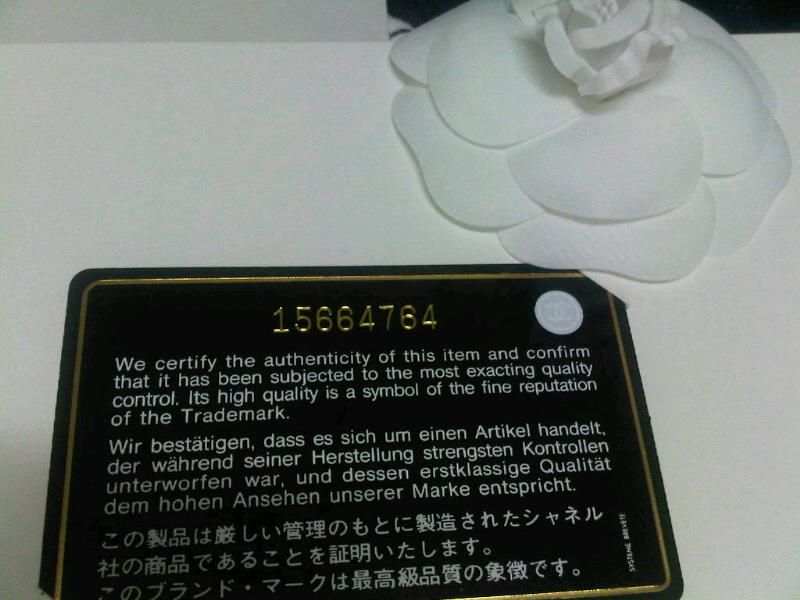 15664764
We certify the authenticity of this item and confirm
that it has been subjected to the most exacting quality
control. Its high quality is a symbol of the fine reputation
of the Trademark.
Wir bestätigen, dass es sich um einen Artikel handelt,
der während seiner Herstellung strengsten Kontrollen
unterworfen war, und dessen erstklassige Qualität
dem hohen Ansehen unserer Marke entspricht.
この製品は厳しい管理のもとに製造されたシャネル
社の商品であることを証明いたします。
このブランド・マークは最高級品質の象徴です。
SYSTEME BREVETE